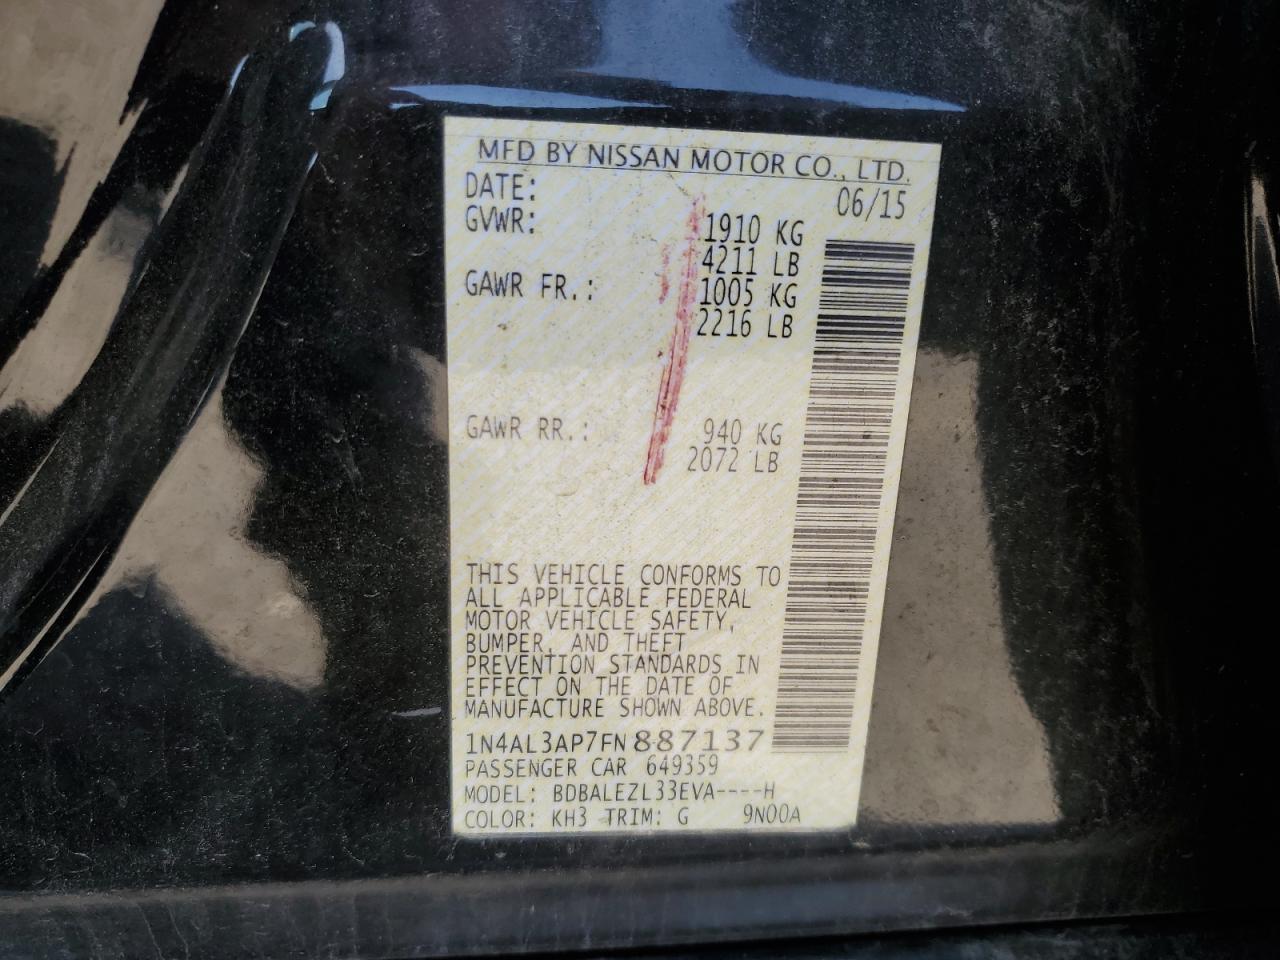 MFD BY NISSAN MOTOR CO., LTD.
DATE: 06/15
GVWR: 1910 KG
4211 LB
GAWR FR.: 1005 KG
2216 LB
GAWR RR.: 940 KG
2072 LB
THIS VEHICLE CONFORMS TO
ALL APPLICABLE FEDERAL
MOTOR VEHICLE SAFETY,
BUMPER, AND THEFT
PREVENTION STANDARDS IN
EFFECT ON THE DATE OF
MANUFACTURE SHOWN ABOVE.
1N4AL3AP7FN887137
PASSENGER CAR 649359
MODEL: BDBALEZL33EVA----H
COLOR: KH3 TRIM: G 9N00A